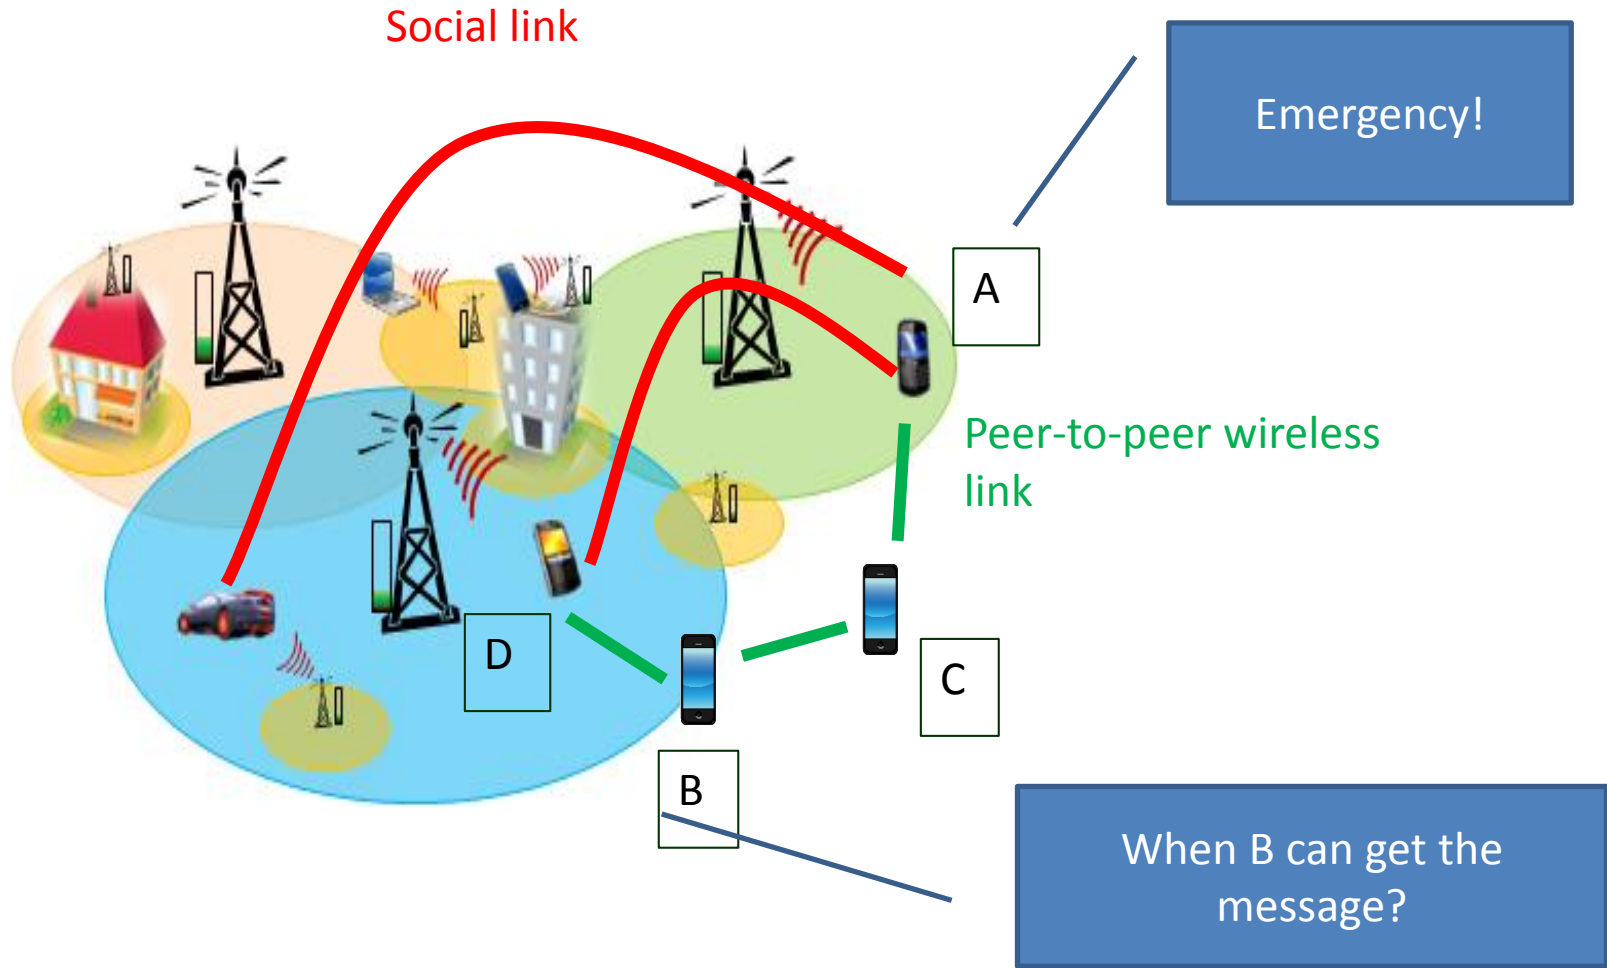 Social link
Emergency!
A
Peer-to-peer wireless
link
D
C
B
When B can get the
message?